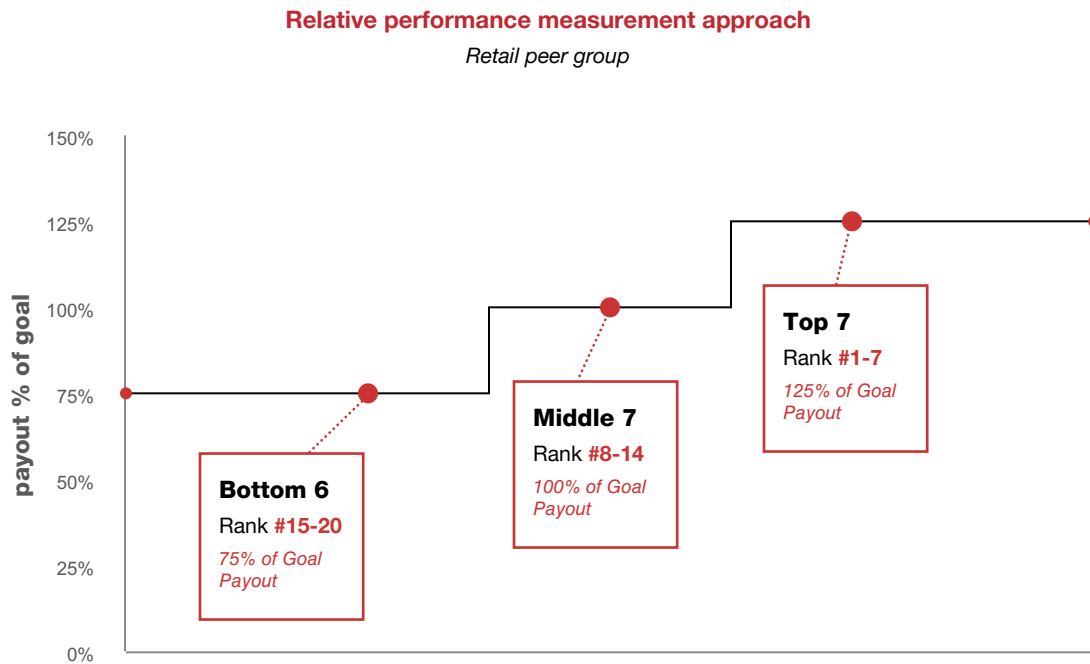 Relative performance measurement approach
Retail peer group
150%
125%
100%
75%
50%
25%
0%
payout % of goal
Bottom 6
Rank #15-20
75% of Goal
Payout
Middle 7
Rank #8-14
100% of Goal
Payout
Top 7
Rank #1-7
125% of Goal
Payout